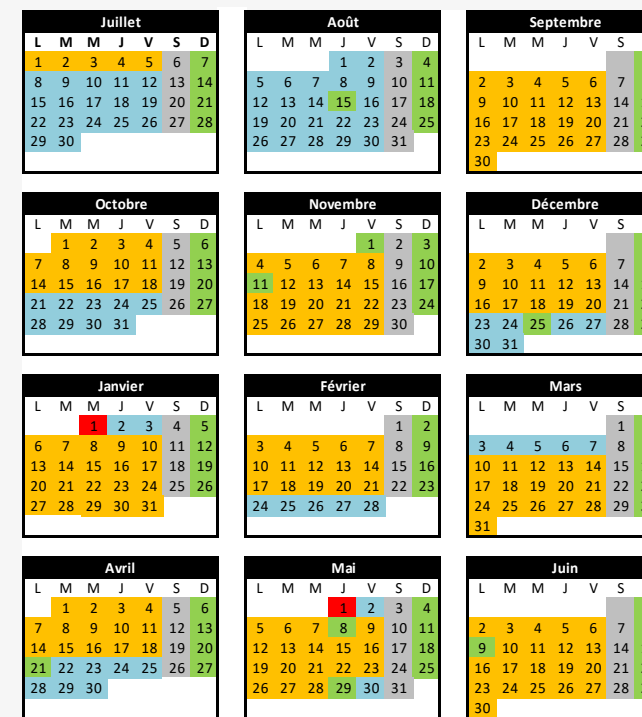 Juillet
L M M J V S D
1 2 3 4 5 6 7
8 9 10 11 12 13 14
15 16 17 18 19 20 21
22 23 24 25 26 27 28
29 30
Août
L M M J V S D
1 2 3 4
5 6 7 8 9 10 11
12 13 14 15 16 17 18
19 20 21 22 23 24 25
26 27 28 29 30 31
Septembre
L M M J V S
2 3 4 5 6 7
9 10 11 12 13 14
16 17 18 19 20 21
23 24 25 26 27 28
30
Octobre
L M M J V S D
1 2 3 4 5 6
7 8 9 10 11 12 13
14 15 16 17 18 19 20
21 22 23 24 25 26 27
28 29 30 31
Novembre
L M M J V S D
1 2 3
4 5 6 7 8 9 10
11 12 13 14 15 16 17
18 19 20 21 22 23 24
25 26 27 28 29 30
Décembre
L M M J V S
2 3 4 5 6 7
9 10 11 12 13 14
16 17 18 19 20 21
23 24 25 26 27 28
30 31
Janvier
L M M J V S D
1 2 3 4 5
6 7 8 9 10 11 12
13 14 15 16 17 18 19
20 21 22 23 24 25 26
27 28 29 30 31
Février
L M M J V S D
1 2
3 4 5 6 7 8 9
10 11 12 13 14 15 16
17 18 19 20 21 22 23
24 25 26 27 28
Mars
L M M J V S
1
3 4 5 6 7 8
10 11 12 13 14 15
17 18 19 20 21 22
24 25 26 27 28 29
31
Avril
L M M J V S D
1 2 3 4 5 6
7 8 9 10 11 12 13
14 15 16 17 18 19 20
21 22 23 24 25 26 27
28 29 30
Mai
L M M J V S D
1 2 3 4
5 6 7 8 9 10 11
12 13 14 15 16 17 18
19 20 21 22 23 24 25
26 27 28 29 30 31
Juin
L M M J V S
2 3 4 5 6 7
9 10 11 12 13 14
16 17 18 19 20 21
23 24 25 26 27 28
30